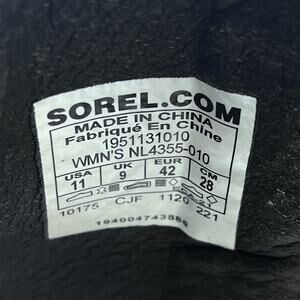 SOREL.COM
MADE IN CHINA
Fabriqué En Chine
1951131010
WMN'S NL4355-010
USA UK EUR CM
11 9 42 28
10175 CJF 1120 221
194004743886